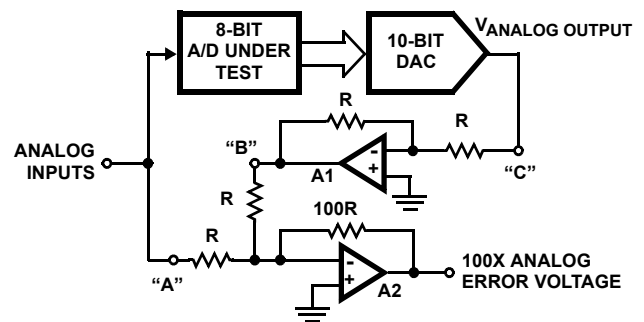 8-BIT
A/D UNDER
TEST
10-BIT
DAC
VANALOG OUTPUT
R
R
"B"
-
+
A1
"C"
ANALOG
INPUTS
R
100R
R
"A"
-
+
A2
100X ANALOG
ERROR VOLTAGE